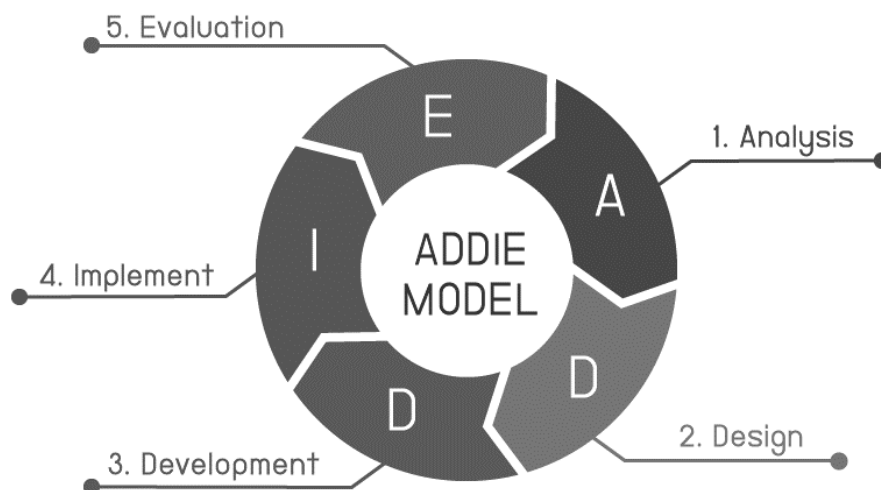 5. Evaluation
E
1. Analysis
A
I
ADDIE
MODEL
4. Implement
D
D
2. Design
3. Development